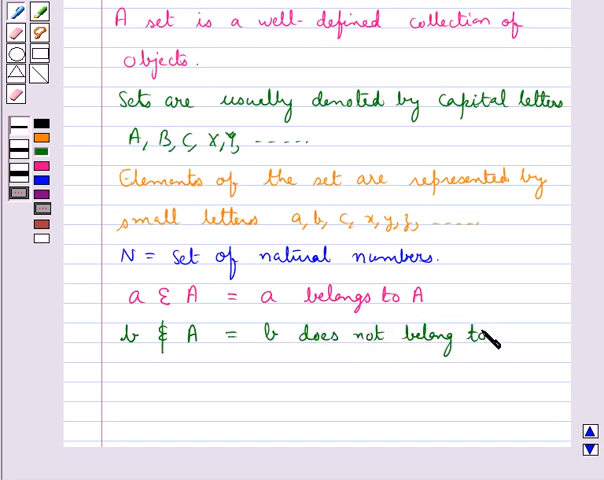 A set is a well-defined collection of
objects.
Sets are usually denoted by capital letters
A, B, C, X, Y, ......
Elements of the set are represented by
small letters a, b, c, x, y, z, ......
N = set of natural numbers.
a ∈ A = a belongs to A
b ∉ A = b does not belong to